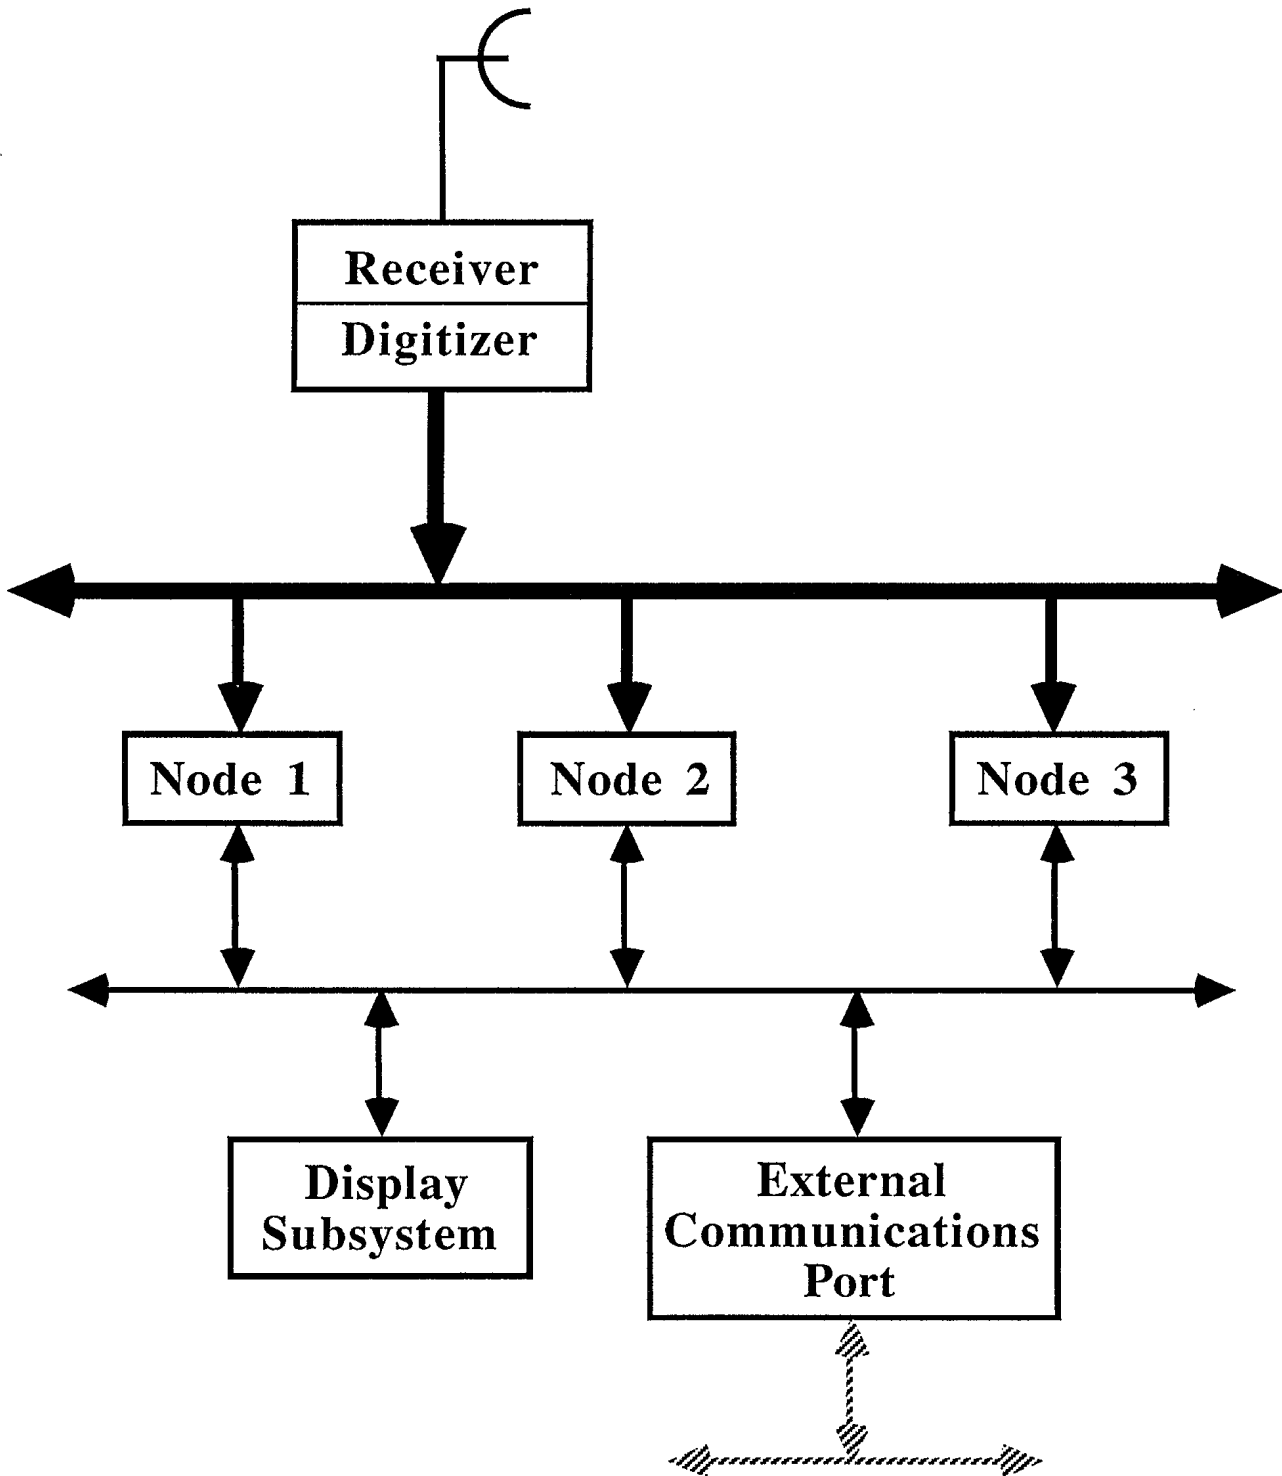 Receiver
Digitizer
Node 1
Node 2
Node 3
Display
Subsystem
External
Communications
Port